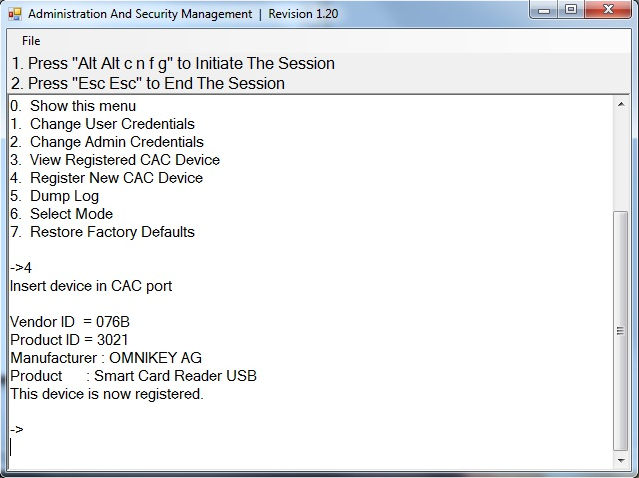 Administration And Security Management | Revision 1.20
File
1. Press "Alt Alt c n f g" to Initiate The Session
2. Press "Esc Esc" to End The Session
0. Show this menu
1. Change User Credentials
2. Change Admin Credentials
3. View Registered CAC Device
4. Register New CAC Device
5. Dump Log
6. Select Mode
7. Restore Factory Defaults
->4
Insert device in CAC port
Vendor ID = 076B
Product ID = 3021
Manufacturer : OMNIKEY AG
Product : Smart Card Reader USB
This device is now registered.
->